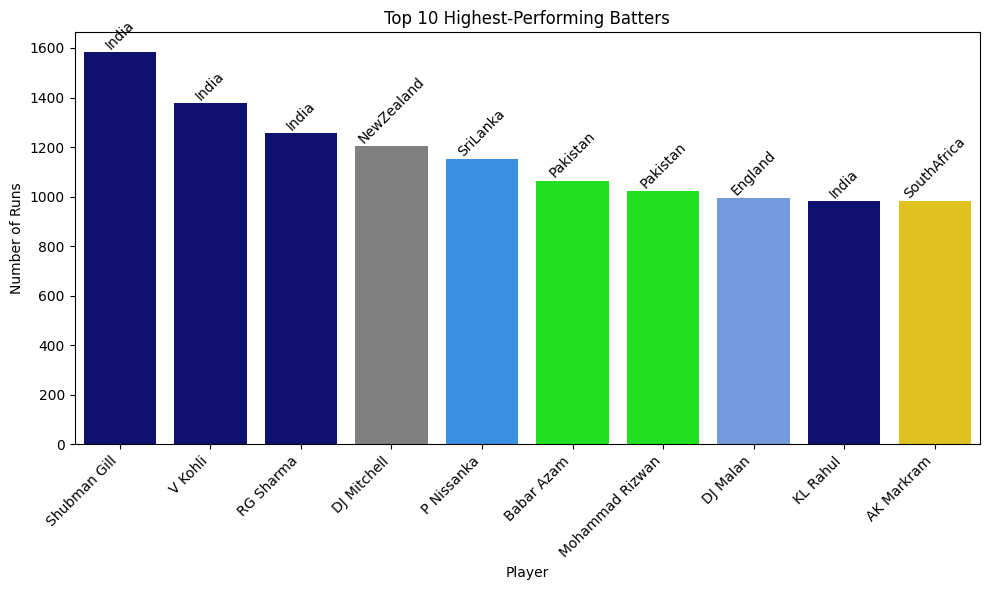 Top 10 Highest-Performing Batters
Number of Runs
1600
1400
1200
1000
800
600
400
200
0
India
India
India
NewZealand
SriLanka
Pakistan
Pakistan
England
India
SouthAfrica
Shubman Gill
V Kohli
RG Sharma
DJ Mitchell
P Nissanka
Babar Azam
Mohammad Rizwan
DJ Malan
KL Rahul
AK Markram
Player